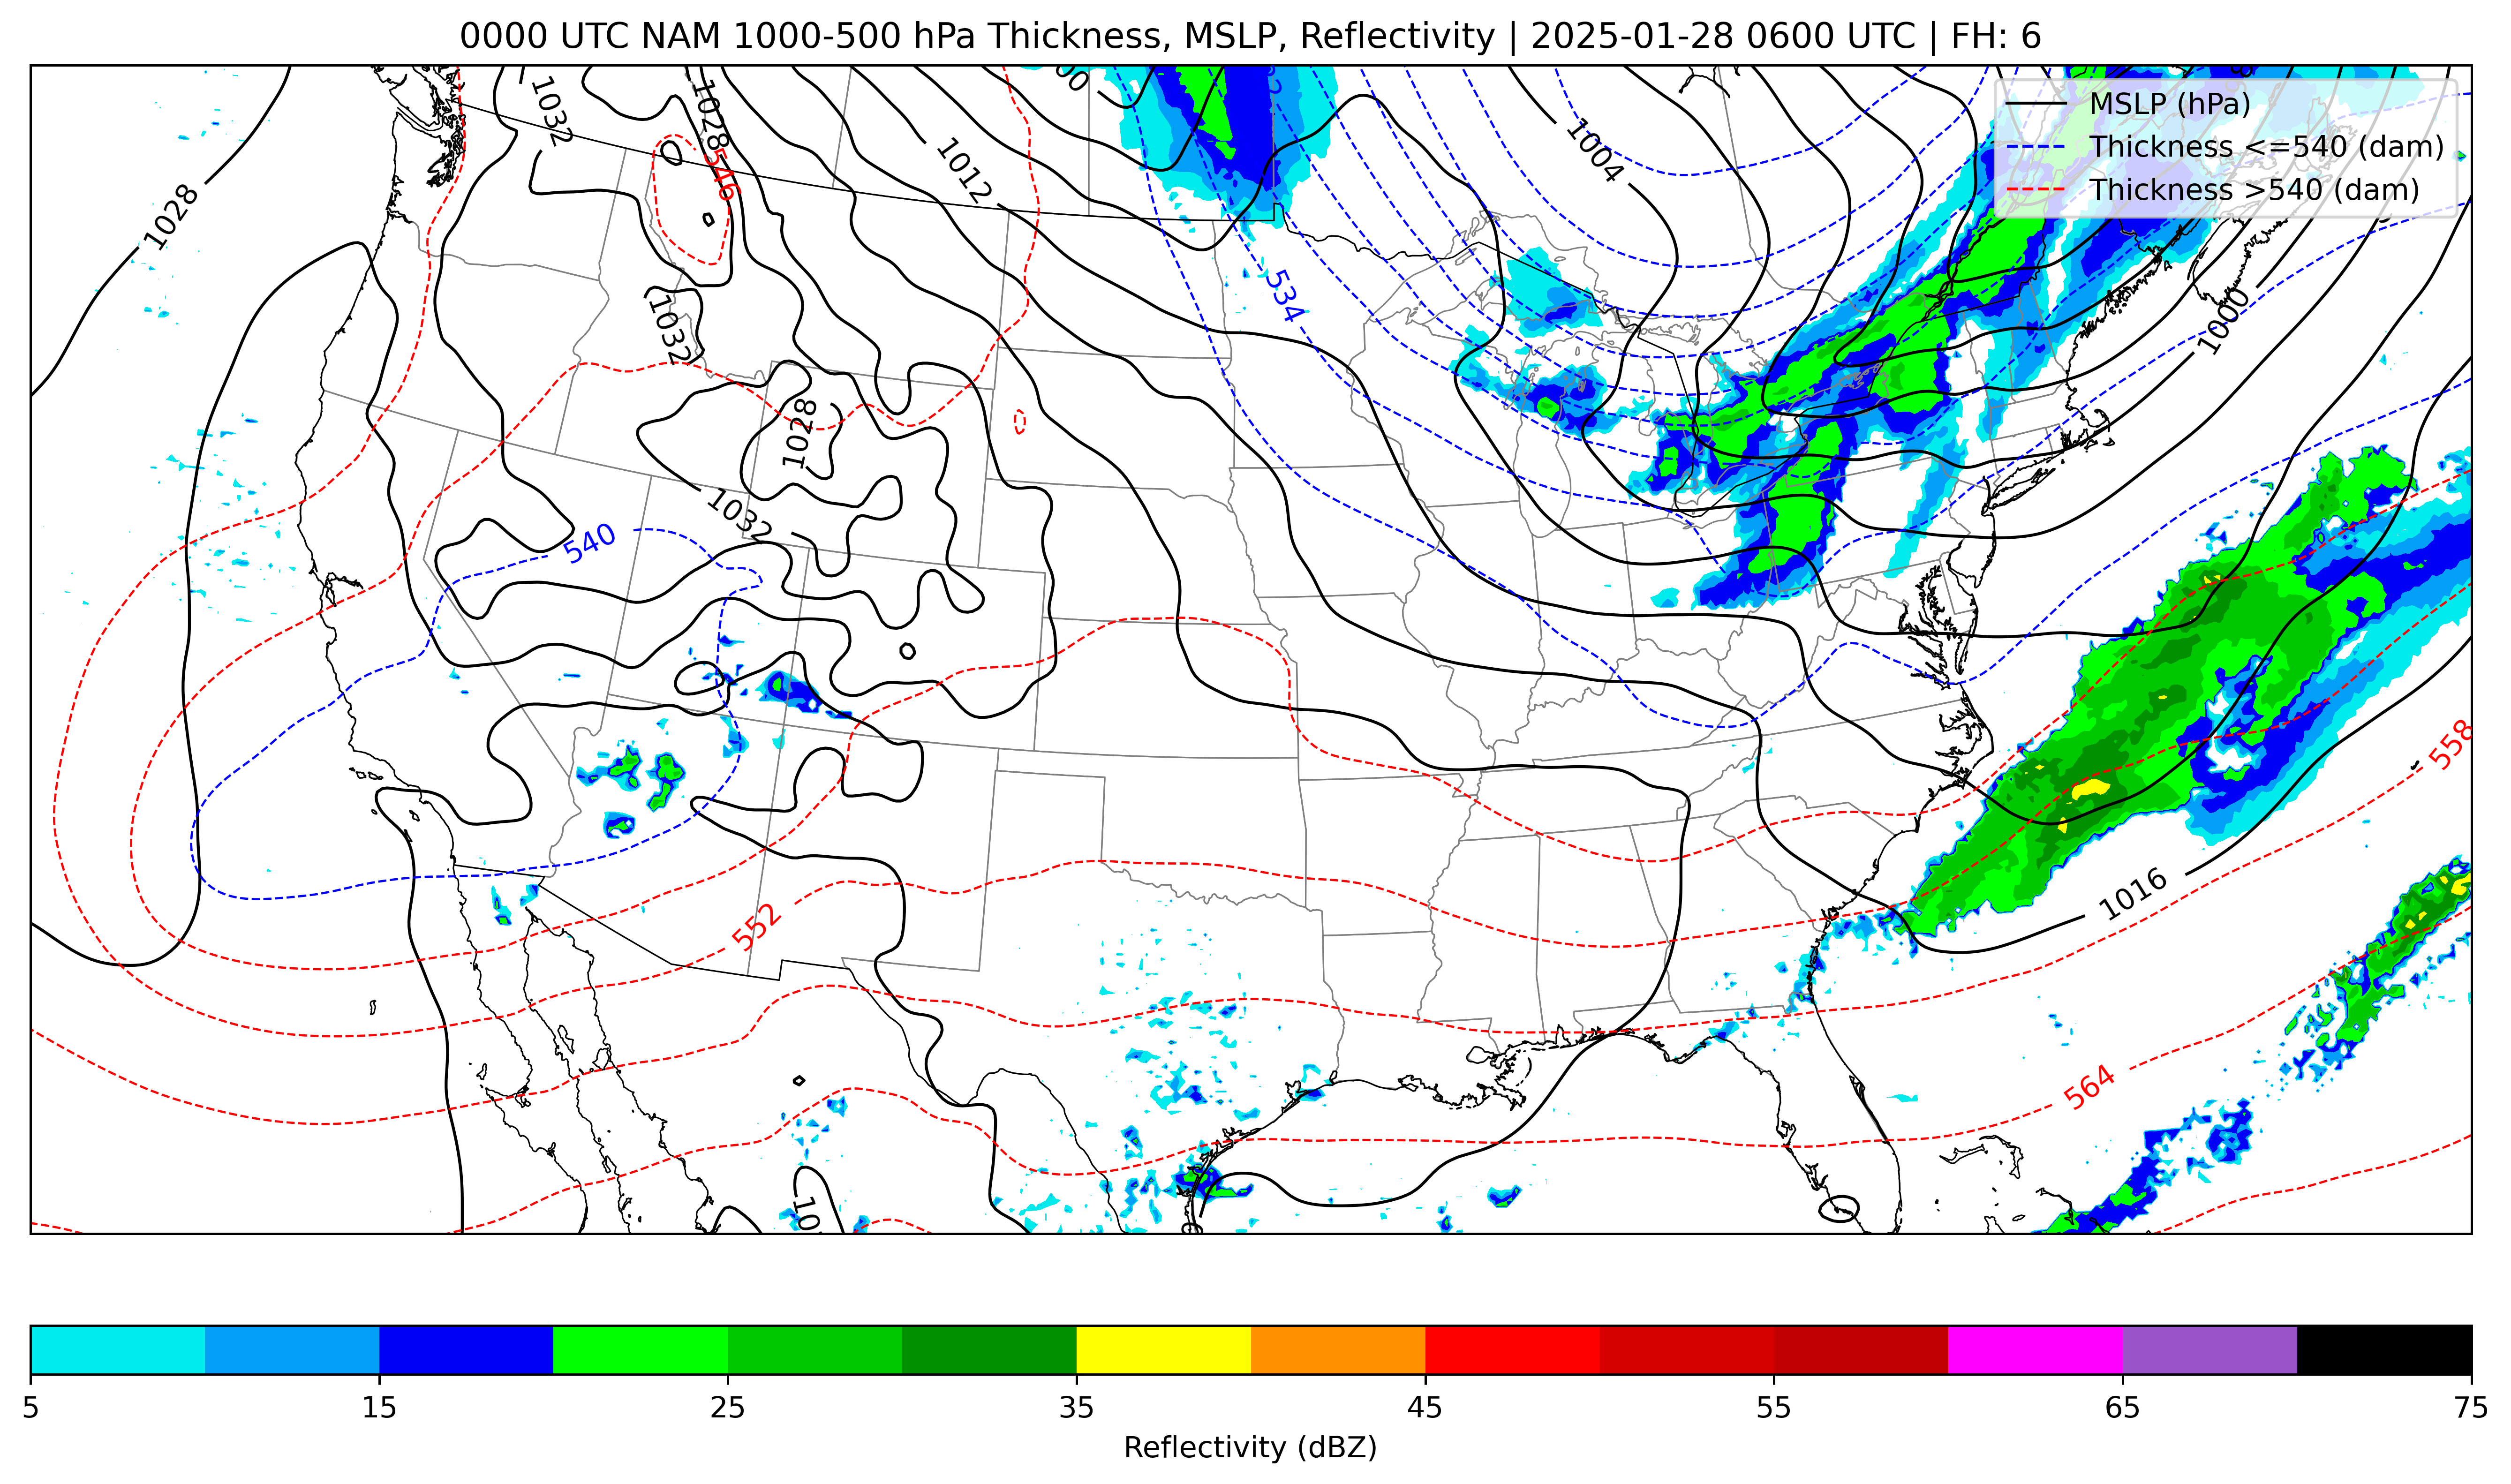 0000 UTC NAM 1000-500 hPa Thickness, MSLP, Reflectivity | 2025-01-28 0600 UTC | FH: 6
MSLP (hPa)
Thickness <=540 (dam)
Thickness >540 (dam)
1032
1028
546
1012
1004
1028
534
1032
1000
1028
1032
540
558
1016
552
564
5 15 25 35 45 55 65 75
Reflectivity (dBZ)